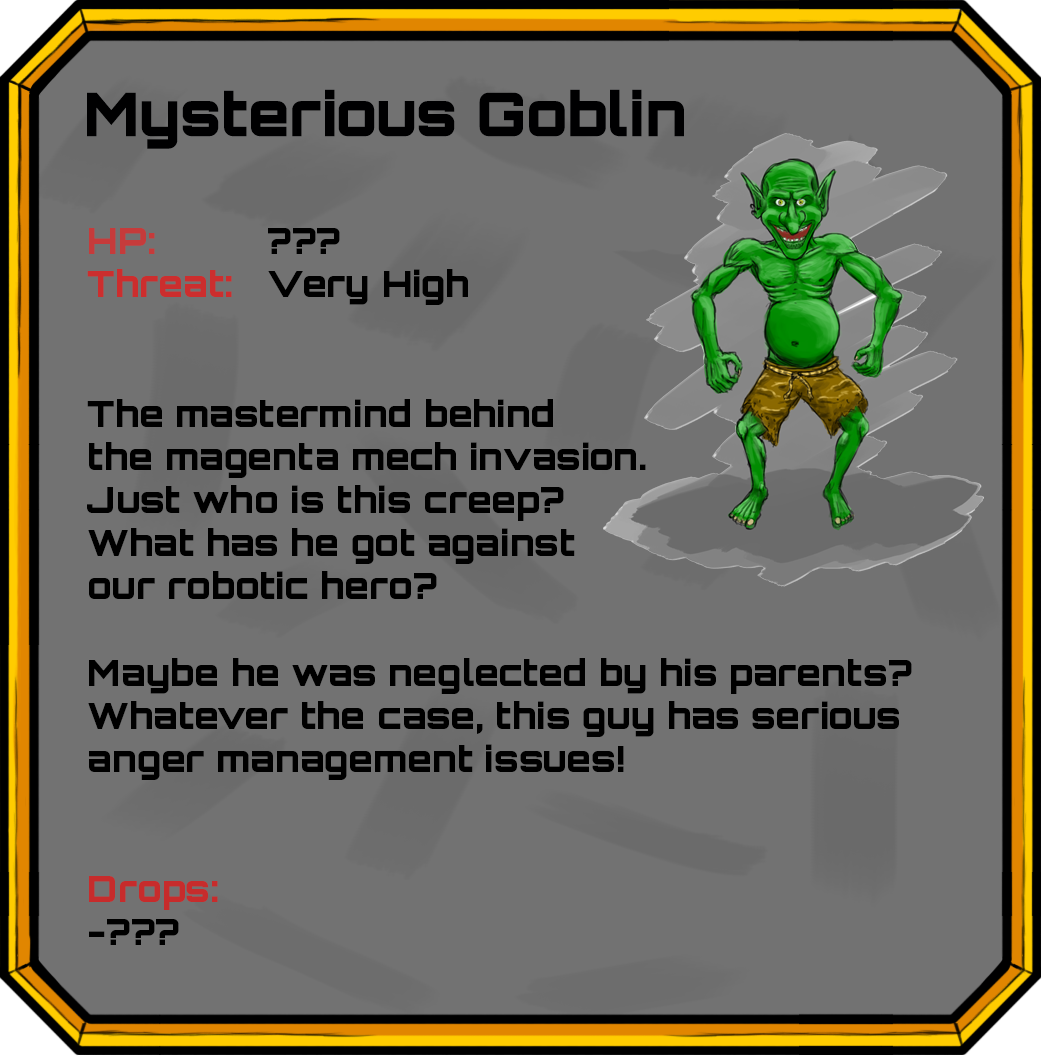 Mysterious Goblin
HP: ???
Threat: Very High
The mastermind behind
the magenta mech invasion.
Just who is this creep?
What has he got against
our robotic hero?
Maybe he was neglected by his parents?
Whatever the case, this guy has serious
anger management issues!
Drops:
-???